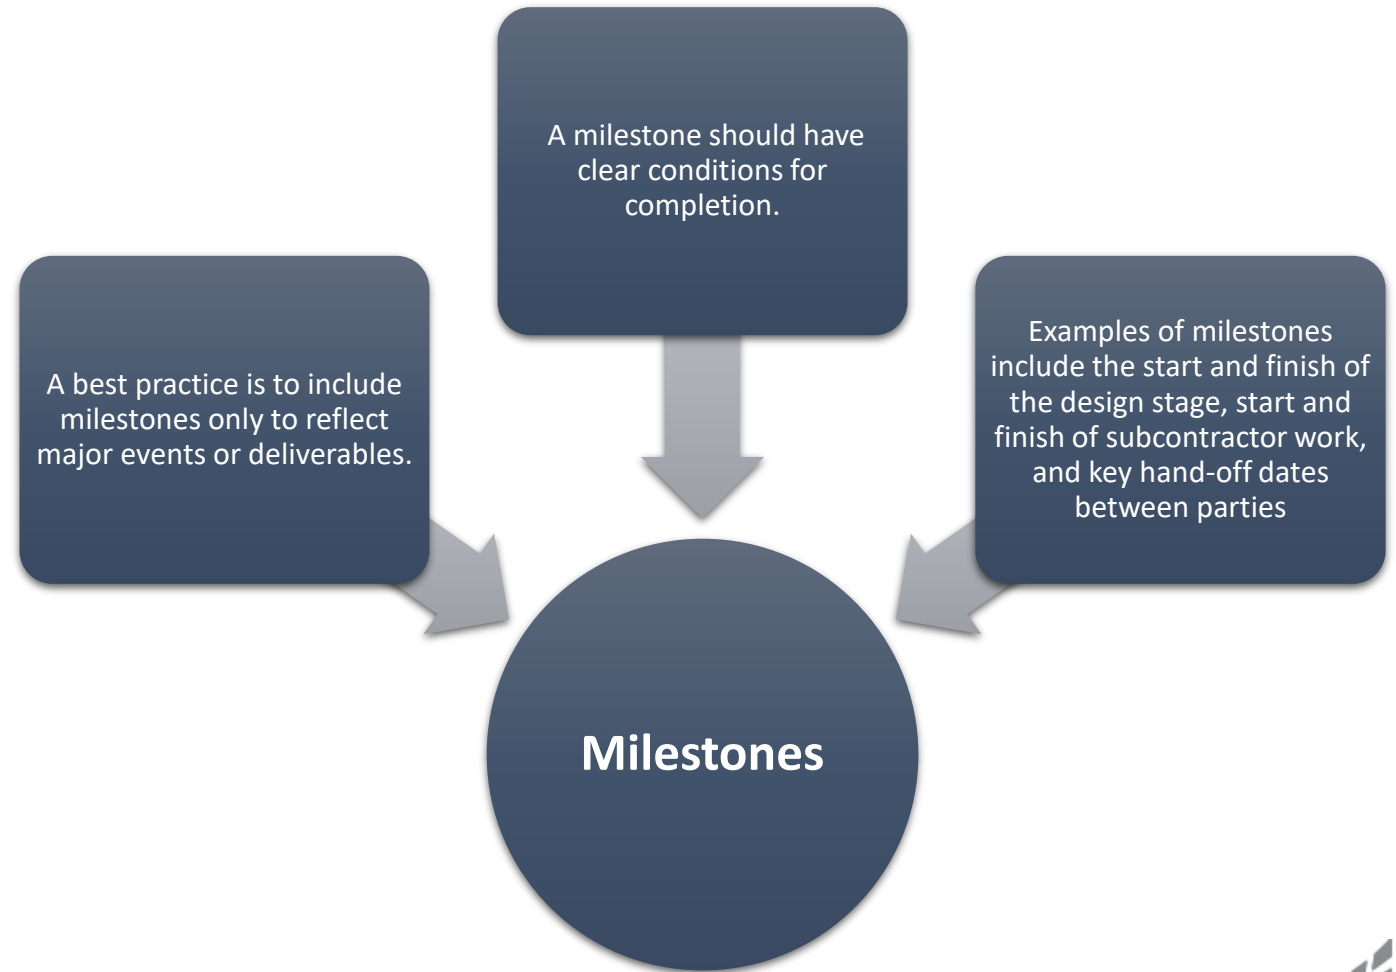 A milestone should have
clear conditions for
completion.
A best practice is to include
milestones only to reflect
major events or deliverables.
Examples of milestones
include the start and finish of
the design stage, start and
finish of subcontractor work,
and key hand-off dates
between parties
Milestones